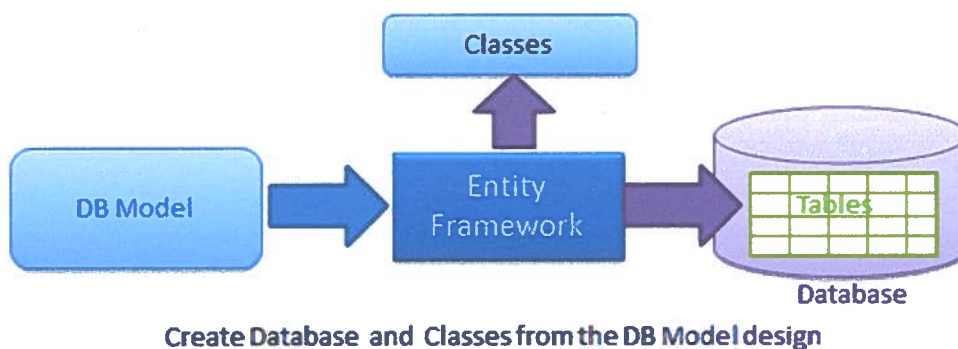 Classes
DB Model
Entity
Framework
Tables
Database
Create Database and Classes from the DB Model design